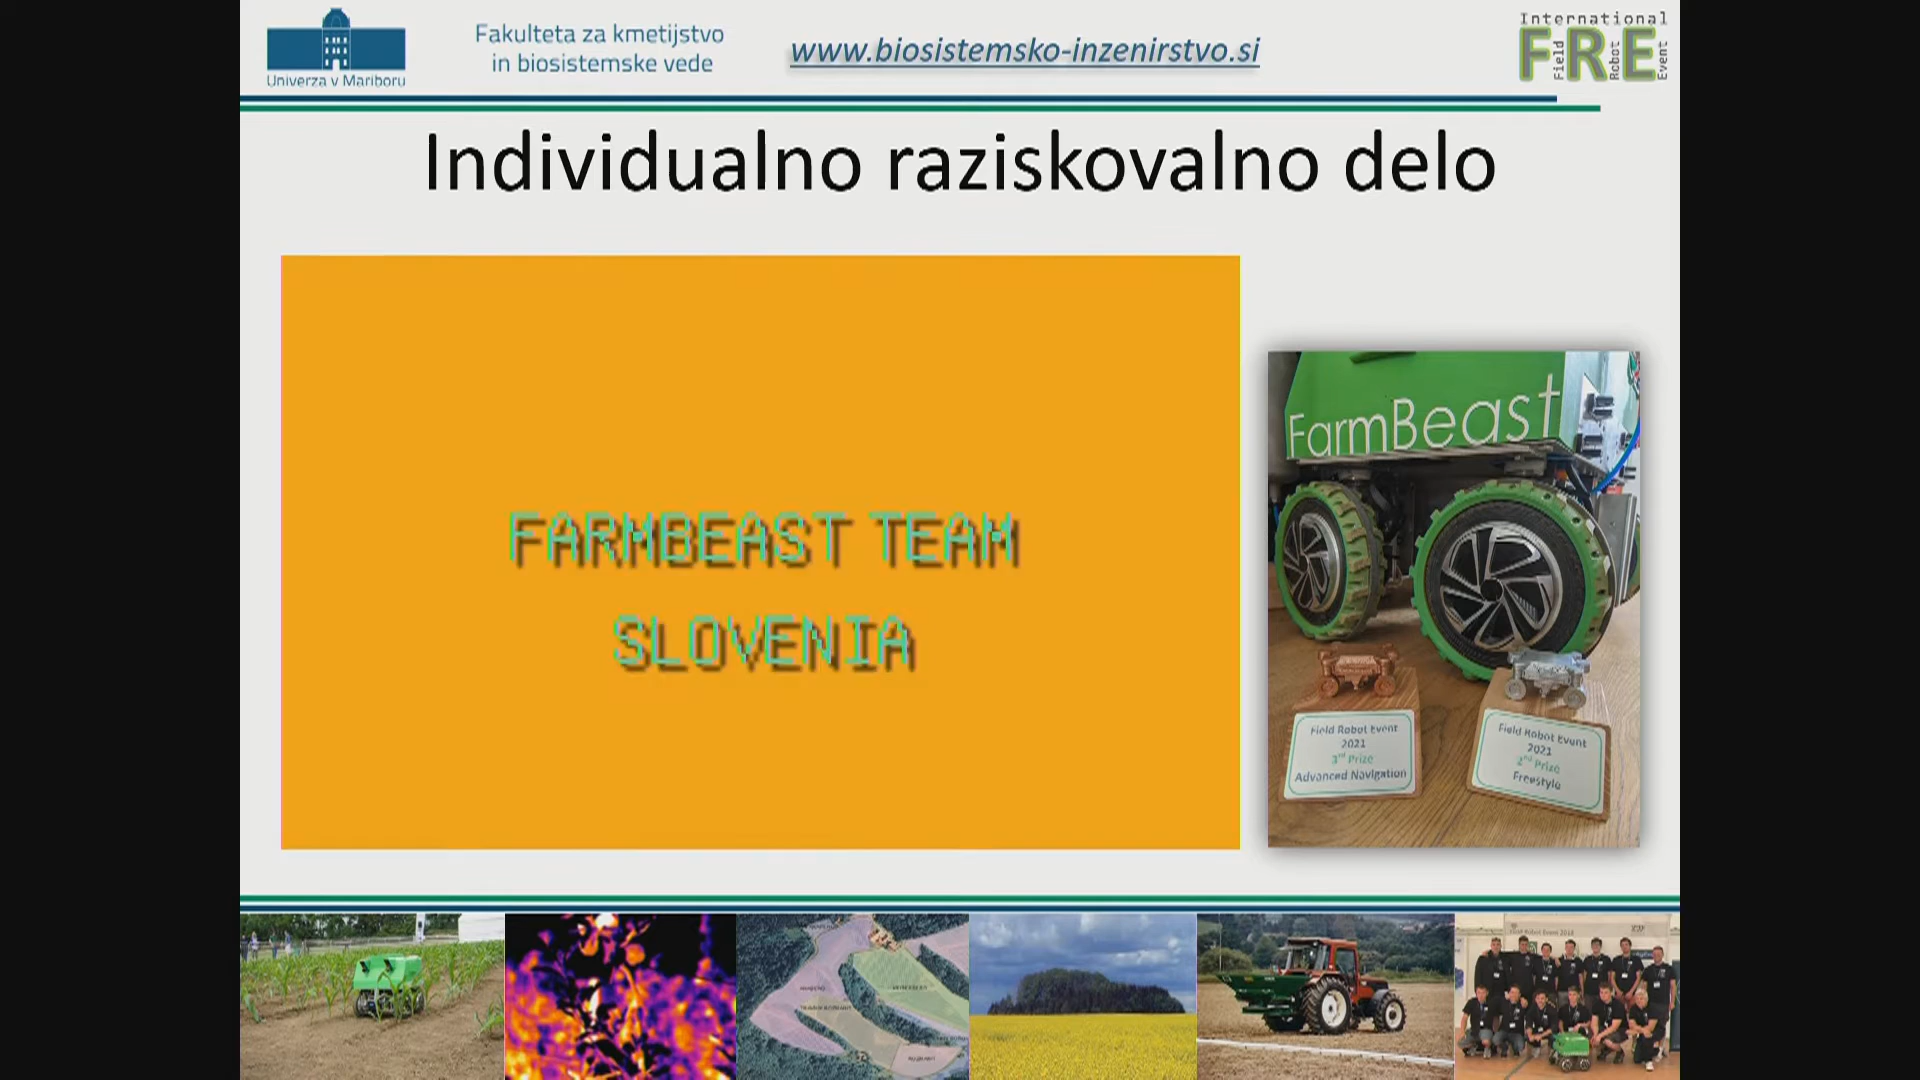 Univerza v Mariboru
Fakulteta za kmetijstvo
in biosistemske vede
www.biosistemsko-inzenirstvo.si
International
Field Robot Event
FRE
Individualno raziskovalno delo
FARMBEAST TEAM
SLOVENIA
FarmBeast
Field Robot Event
2021
3rd Prize
Advanced Navigation
Field Robot Event
2021
2nd Prize
Freestyle